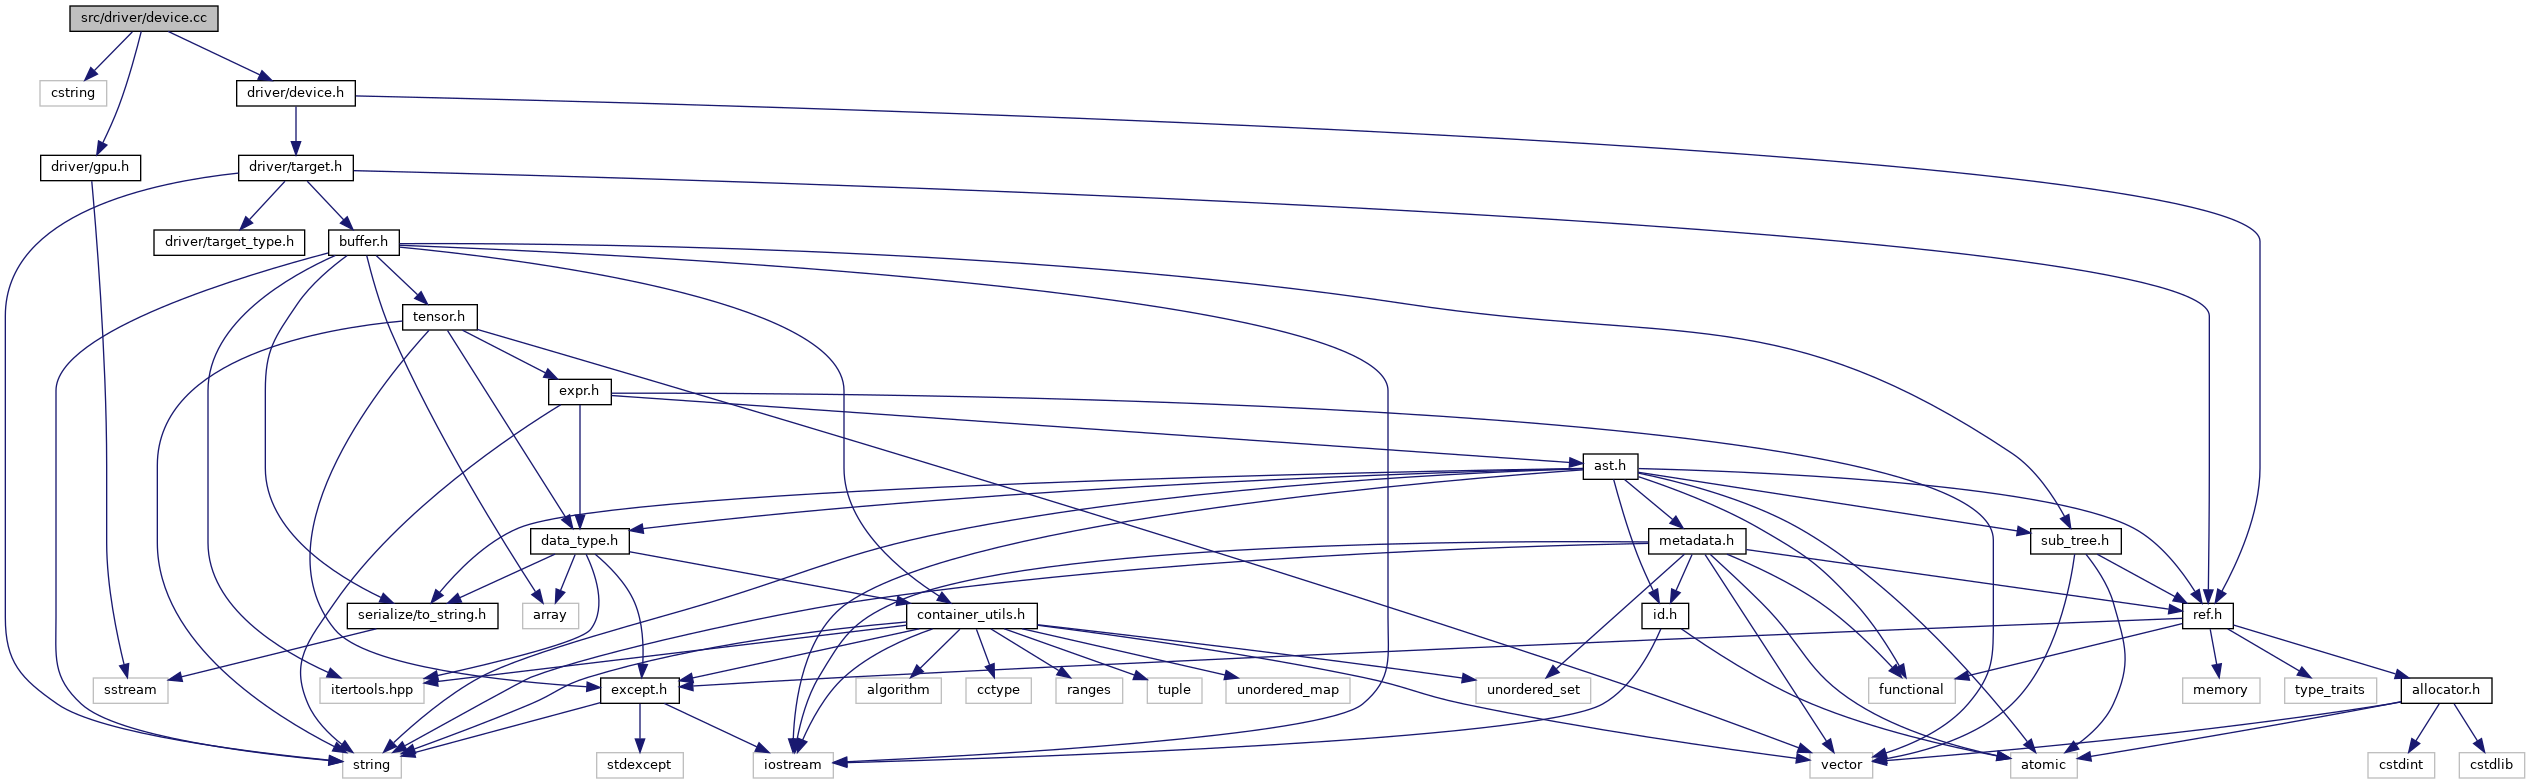 src/driver/device.cc
cstring
driver/device.h
driver/gpu.h
driver/target.h
driver/target_type.h
buffer.h
tensor.h
expr.h
ast.h
data_type.h
metadata.h
sub_tree.h
serialize/to_string.h
array
container_utils.h
id.h
ref.h
sstream
itertools.hpp
except.h
algorithm
cctype
ranges
tuple
unordered_map
unordered_set
functional
memory
type_traits
allocator.h
string
stdexcept
iostream
vector
atomic
cstdint
cstdlib